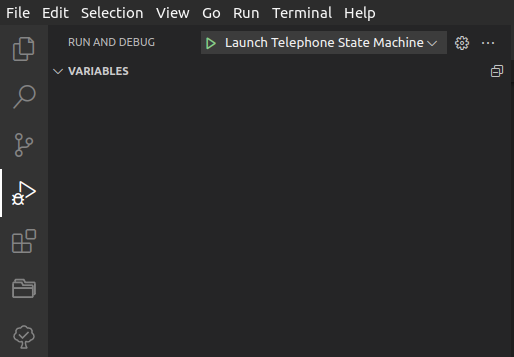 File Edit Selection View Go Run Terminal Help
RUN AND DEBUG Launch Telephone State Machine
VARIABLES